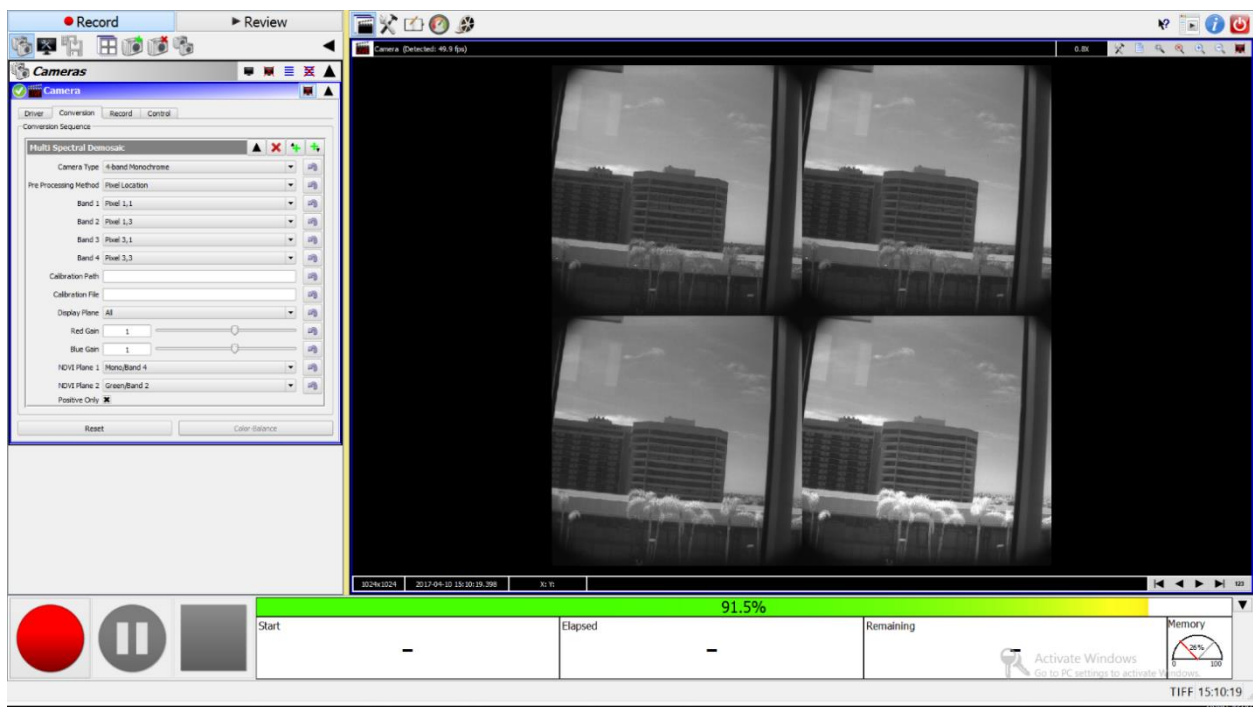 Record
Review
Cameras
Camera
Driver Conversion Record Control
Conversion Sequence
Multi Spectral Demosaic
Camera Type 4-band Monochrome
Pre Processing Method Pixel Location
Band 1 Pixel 1,1
Band 2 Pixel 1,3
Band 3 Pixel 3,1
Band 4 Pixel 3,3
Calibration Path
Calibration File
Display Plane All
Red Gain 1
Blue Gain 1
NDVI Plane 1 Mono/Band 4
NDVI Plane 2 Green/Band 2
Positive Only
Reset Color Balance
Camera (Detected: 49.9 fps) 0.8X
1024x1024 2017-04-10 15:10:19.398 X: Y: 123
91.5%
Start Elapsed Remaining Memory
- - - 26%
0 100
Activate Windows
Go to PC settings to activate Windows.
TIFF 15:10:19